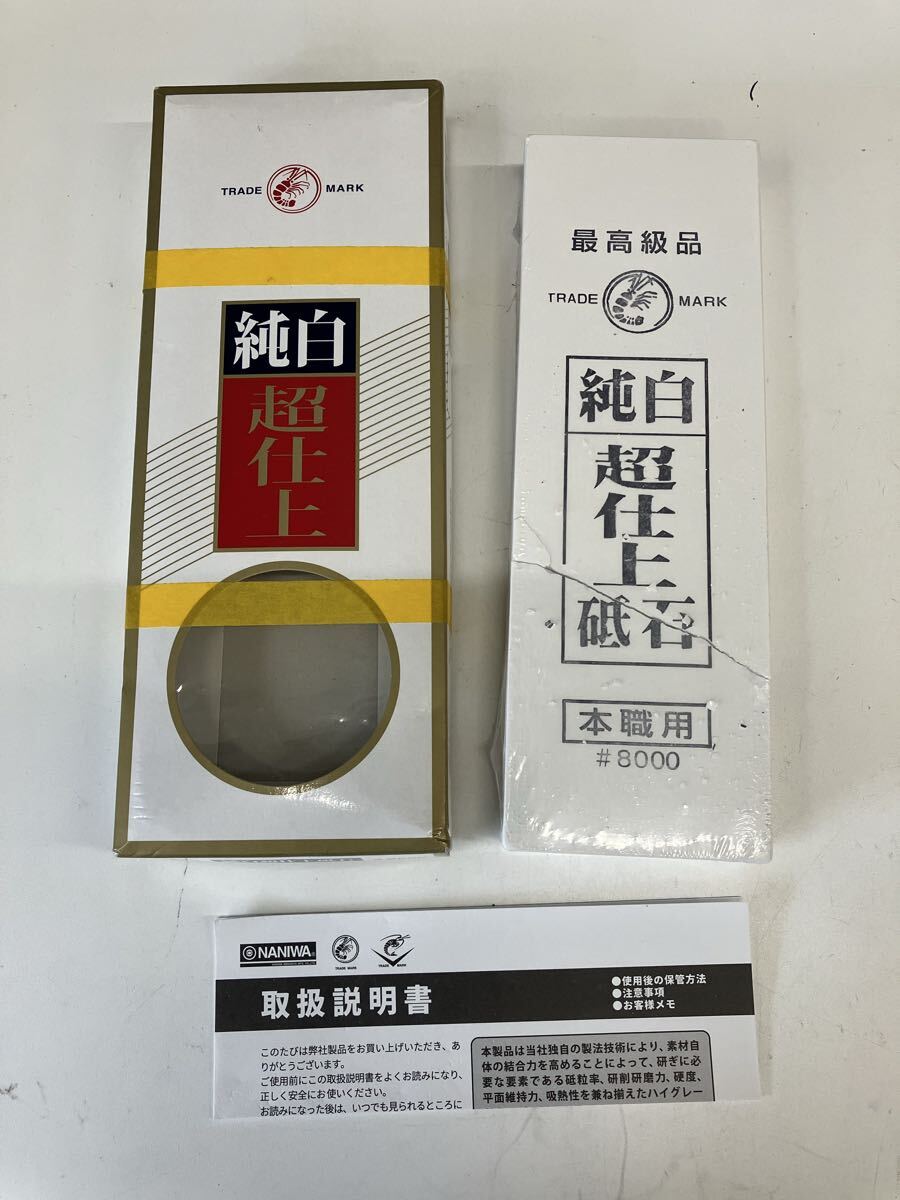 TRADE MARK
純白
超仕上
最高級品
TRADE MARK
純白
超仕上
砥石
本職用
#8000
NANIWA
TRADE MARK
TRADE MARK
取扱説明書
●使用後の保管方法
●注意事項
●お客様メモ
このたびは弊社製品をお買い上げいただき、あ
りがとうございます。
ご使用前にこの取扱説明書をよくお読みになり、
正しく安全にお使いください。
お読みになった後は、いつでも見られるところに
本製品は当社独自の製法技術により、素材自
体の結合力を高めることによって、研ぎに必
要な要素である砥粒率、研削研磨力、硬度、
平面維持力、吸熱性を兼ね揃えたハイグレー